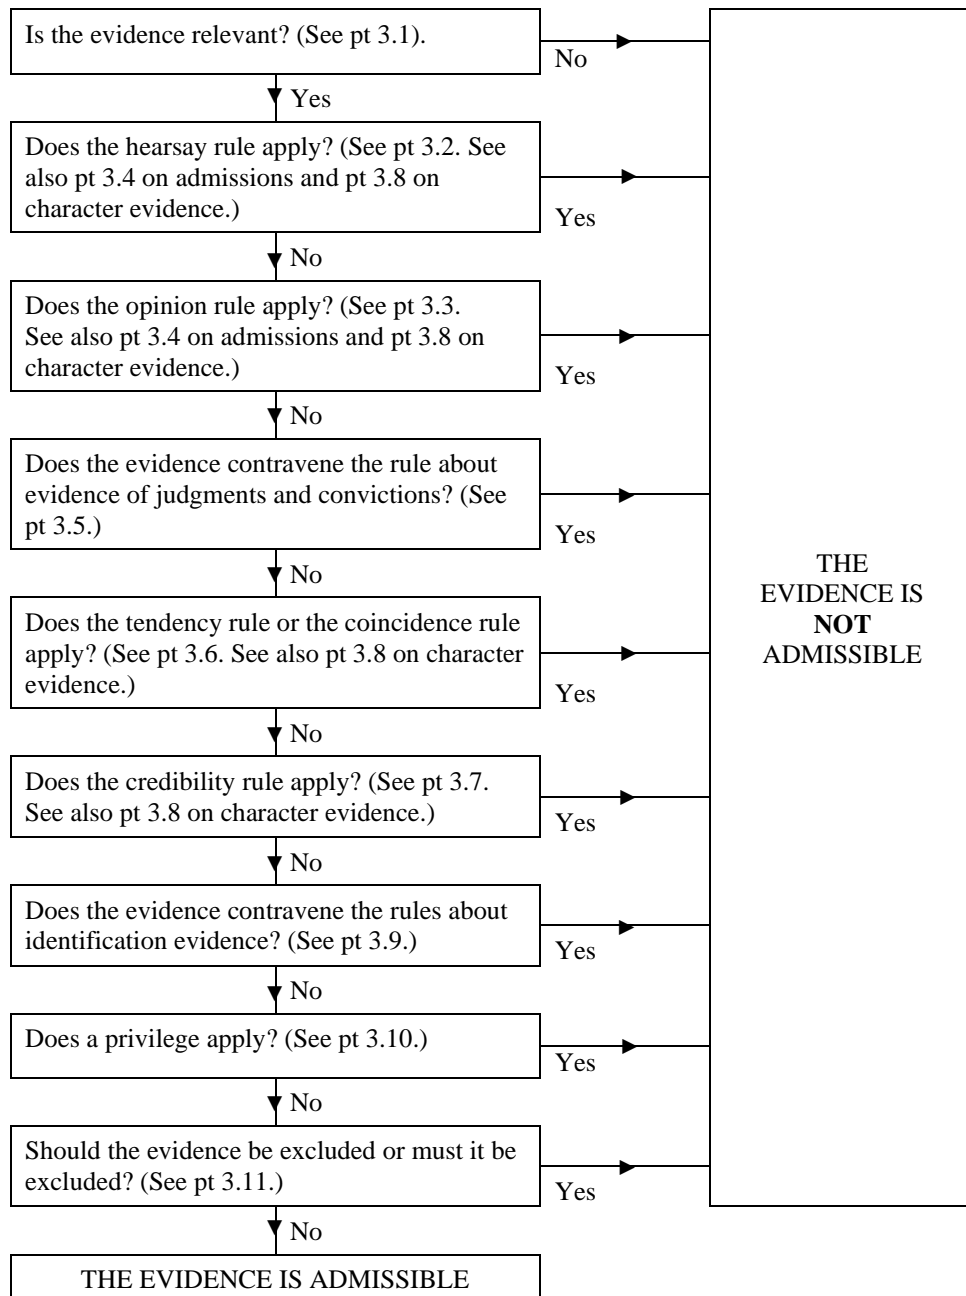 Is the evidence relevant? (See pt 3.1).
No
Yes
Does the hearsay rule apply? (See pt 3.2. See
also pt 3.4 on admissions and pt 3.8 on
character evidence.)
Yes
No
Does the opinion rule apply? (See pt 3.3.
See also pt 3.4 on admissions and pt 3.8 on
character evidence.)
Yes
No
Does the evidence contravene the rule about
evidence of judgments and convictions? (See
pt 3.5.)
Yes
No
Does the tendency rule or the coincidence rule
apply? (See pt 3.6. See also pt 3.8 on character
evidence.)
Yes
No
Does the credibility rule apply? (See pt 3.7.
See also pt 3.8 on character evidence.)
Yes
No
Does the evidence contravene the rules about
identification evidence? (See pt 3.9.)
Yes
No
Does a privilege apply? (See pt 3.10.)
Yes
No
Should the evidence be excluded or must it be
excluded? (See pt 3.11.)
Yes
No
THE EVIDENCE IS ADMISSIBLE
THE
EVIDENCE IS
NOT
ADMISSIBLE